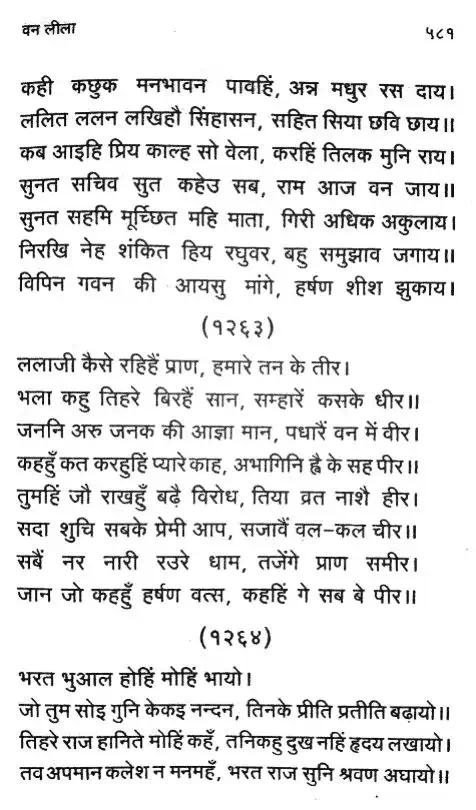 वन लीला
५८१
कही कछुक मनभावन पावहिं, अन्न मधुर रस दाय।
ललित ललन लखिहौ सिंहासन, सहित सिया छवि छाय॥
कब आइहि प्रिय काल्ह सो वेला, करहिं तिलक मुनि राय।
सुनत सचिव सुत कहेउ सब, राम आज वन जाय॥
सुनत सहमि मूर्च्छित महि माता, गिरी अधिक अकुलाय।
निरखि नेह शंकित हिय रघुवर, बहु समुझाव जगाय॥
विपिन गवन की आयसु मांगे, हर्षण शीश झुकाय।
(१२६३)
ललाजी कैसे रहिहैं प्राण, हमारे तन के तीर।
भला कहु तिहरे बिरहैं सान, सम्हारें कसके धीर॥
जननि अरु जनक की आज्ञा मान, पधारैं वन में वीर।
कहहुँ कत करहुहिं प्यारे काह, अभागिनि ह्वै के सह पीर॥
तुमहिं जौ राखहुँ बढ़ै विरोध, तिया व्रत नाशै हीर।
सदा शुचि सबके प्रेमी आप, सजावैं वल-कल चीर॥
सबैं नर नारी रउरे धाम, तजेंगे प्राण समीर।
जान जो कहहुँ हर्षण वत्स, कहहिं गे सब बे पीर॥
(१२६४)
भरत भुआल होहिं मोहिं भायो।
जो तुम सोइ गुनि केकइ नन्दन, तिनके प्रीति प्रतीति बढ़ायो॥
तिहरे राज हानिते मोहिं कहँ, तनिकहु दुख नहिं हृदय लखायो।
तव अपमान कलेश न मनमहँ, भरत राज सुनि श्रवण अघायो॥